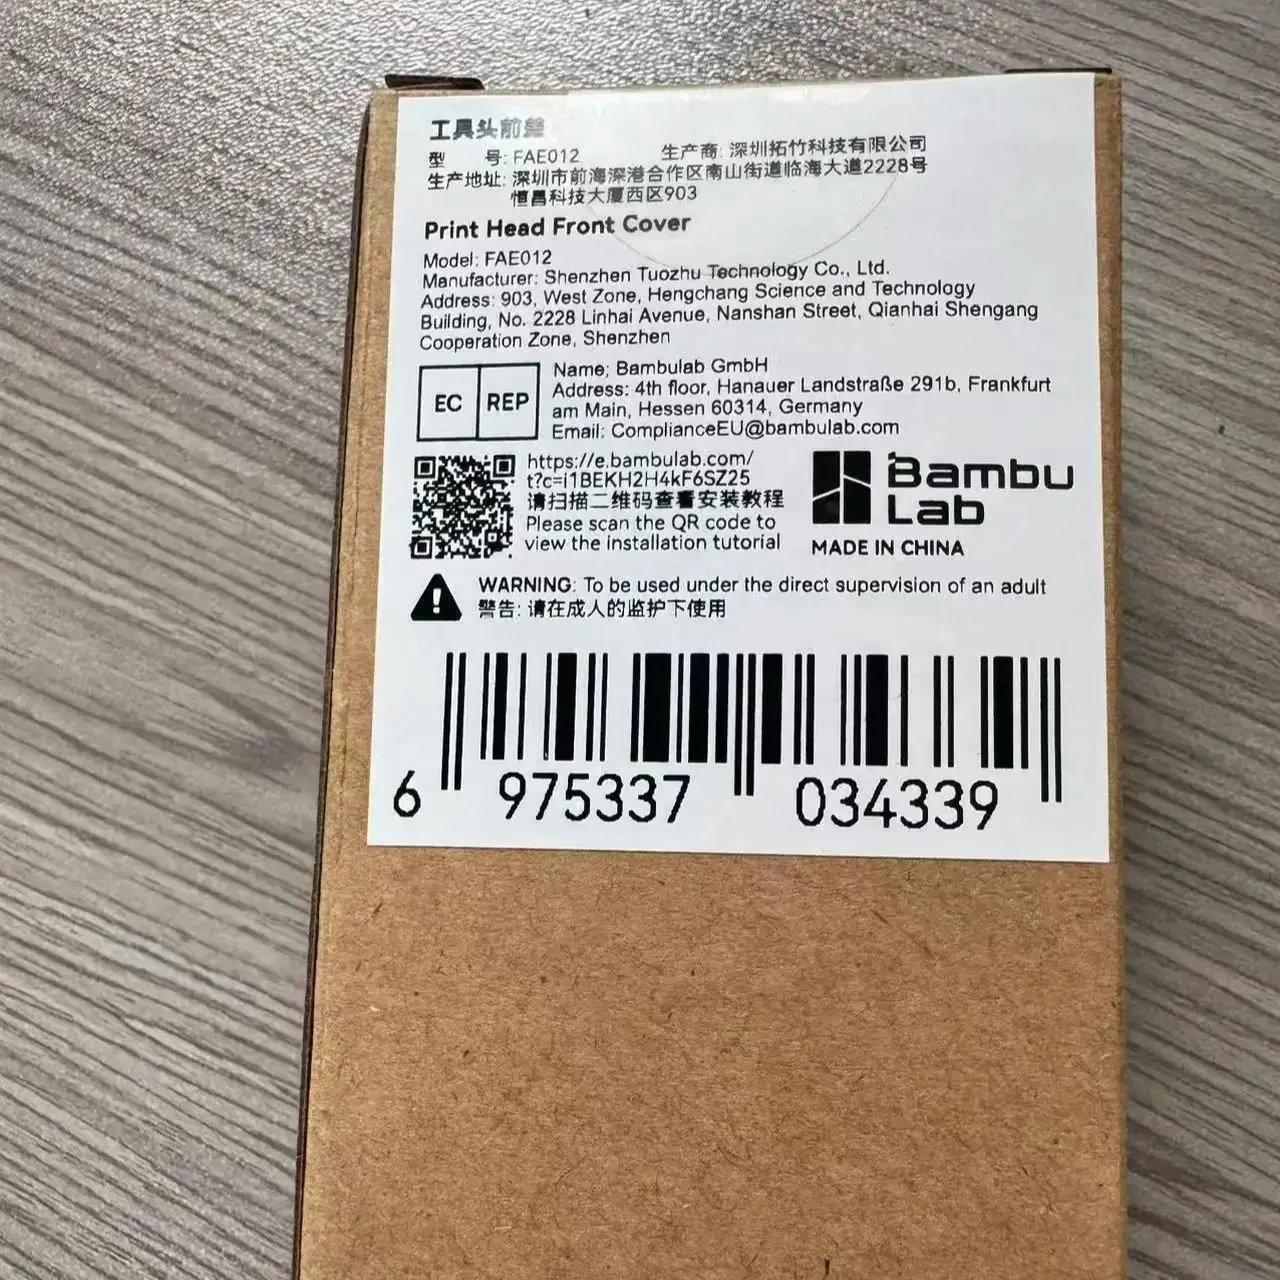 工具头前盖
型 号: FAE012 生产商: 深圳拓竹科技有限公司
生产地址: 深圳市前海深港合作区南山街道临海大道2228号
恒昌科技大厦西区903
Print Head Front Cover
Model: FAE012
Manufacturer: Shenzhen Tuozhu Technology Co., Ltd.
Address: 903, West Zone, Hengchang Science and Technology
Building, No. 2228 Linhai Avenue, Nanshan Street, Qianhai Shengang
Cooperation Zone, Shenzhen
EC REP
Name; Bambulab GmbH
Address: 4th floor, Hanauer Landstraße 291b, Frankfurt
am Main, Hessen 60314, Germany
Email: ComplianceEU@bambulab.com
https://e.bambulab.com/
t?c=i1BEKH2H4kF6SZ25
请扫描二维码查看安装教程
Please scan the QR code to
view the installation tutorial
Bambu
Lab
MADE IN CHINA
WARNING: To be used under the direct supervision of an adult
警告: 请在成人的监护下使用
6 975337 034339